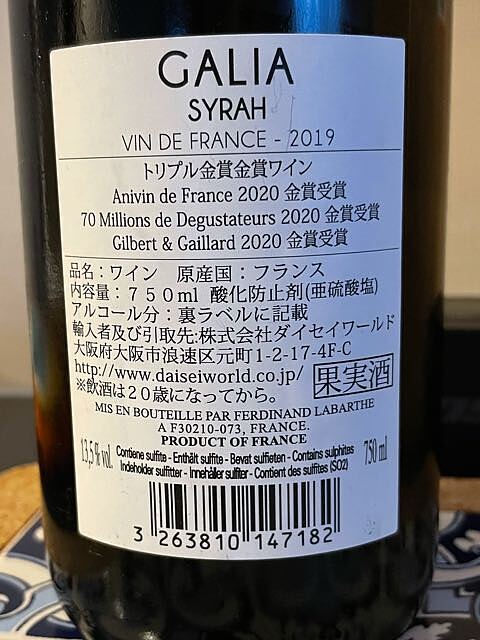 GALIA
SYRAH
VIN DE FRANCE - 2019
トリプル金賞金賞ワイン
Anivin de France 2020 金賞受賞
70 Millions de Degustateurs 2020 金賞受賞
Gilbert & Gaillard 2020 金賞受賞
品名：ワイン 原産国：フランス
内容量：７５０ml 酸化防止剤(亜硫酸塩)
アルコール分：裏ラベルに記載
輸入者及び引取先:株式会社ダイセイワールド
大阪府大阪市浪速区元町1-2-17-4F-C
http://www.daiseiworld.co.jp/
※飲酒は２０歳になってから。
果実酒
MIS EN BOUTEILLE PAR FERDINAND LABARTHE
A F30210-073, FRANCE.
PRODUCT OF FRANCE
13,5% vol.
Contiene sulfite - Enthält sulfite - Bevat sulfieten - Contains sulphites
Indeholder sulfitter - Innehåller sulfiter - Contient des sulfites (SO2)
750 ml
3 263810 147182